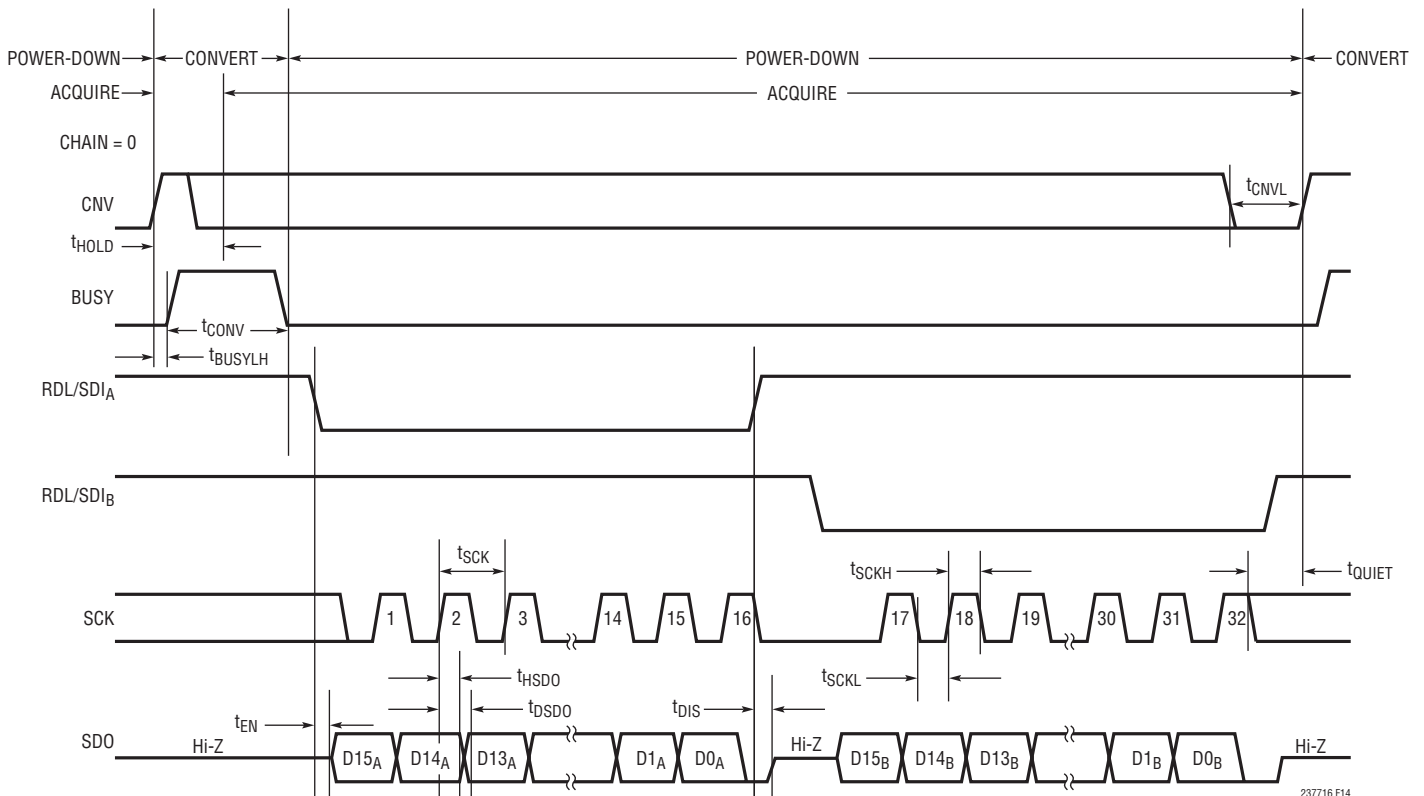 POWER-DOWN CONVERT POWER-DOWN CONVERT
ACQUIRE ACQUIRE
CHAIN = 0
CNV tCNVL
tHOLD
BUSY
tCONV
tBUSYLH
RDL/SDIA
RDL/SDIB
tSCK tSCKH tQUIET
SCK 1 2 3 14 15 16 17 18 19 30 31 32
tHSDO tSCKL
tDSDO tDIS
tEN
SDO Hi-Z D15A D14A D13A D1A D0A Hi-Z D15B D14B D13B D1B D0B Hi-Z
237716 F14